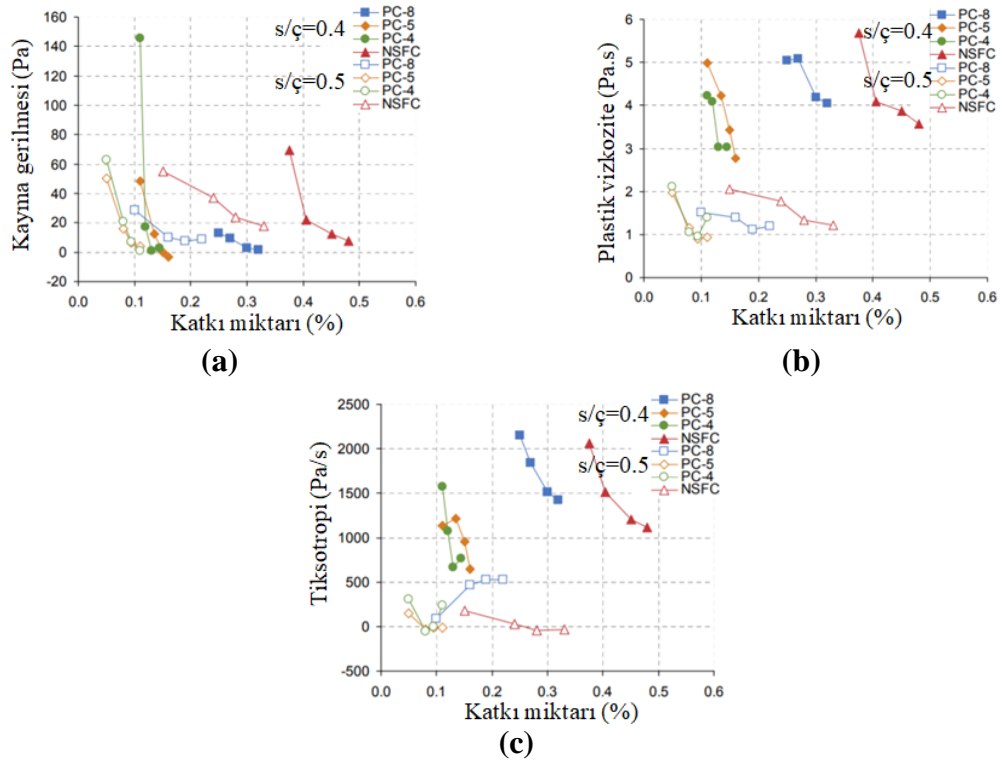 160
140
120
100
80
60
40
20
0
-20
0.0 0.1 0.2 0.3 0.4 0.5 0.6
Kayma gerilmesi (Pa)
Katkı miktarı (%)
s/ç=0.4
s/ç=0.5
PC-8
PC-5
PC-4
NSFC
PC-8
PC-5
PC-4
NSFC
(a)
6
5
4
3
2
1
0
0.0 0.1 0.2 0.3 0.4 0.5 0.6
Plastik vizkozite (Pa.s)
Katkı miktarı (%)
s/ç=0.4
s/ç=0.5
PC-8
PC-5
PC-4
NSFC
PC-8
PC-5
PC-4
NSFC
(b)
2500
2000
1500
1000
500
0
-500
0.0 0.1 0.2 0.3 0.4 0.5 0.6
Tiksotropi (Pa/s)
Katkı miktarı (%)
s/ç=0.4
s/ç=0.5
PC-8
PC-5
PC-4
NSFC
PC-8
PC-5
PC-4
NSFC
(c)